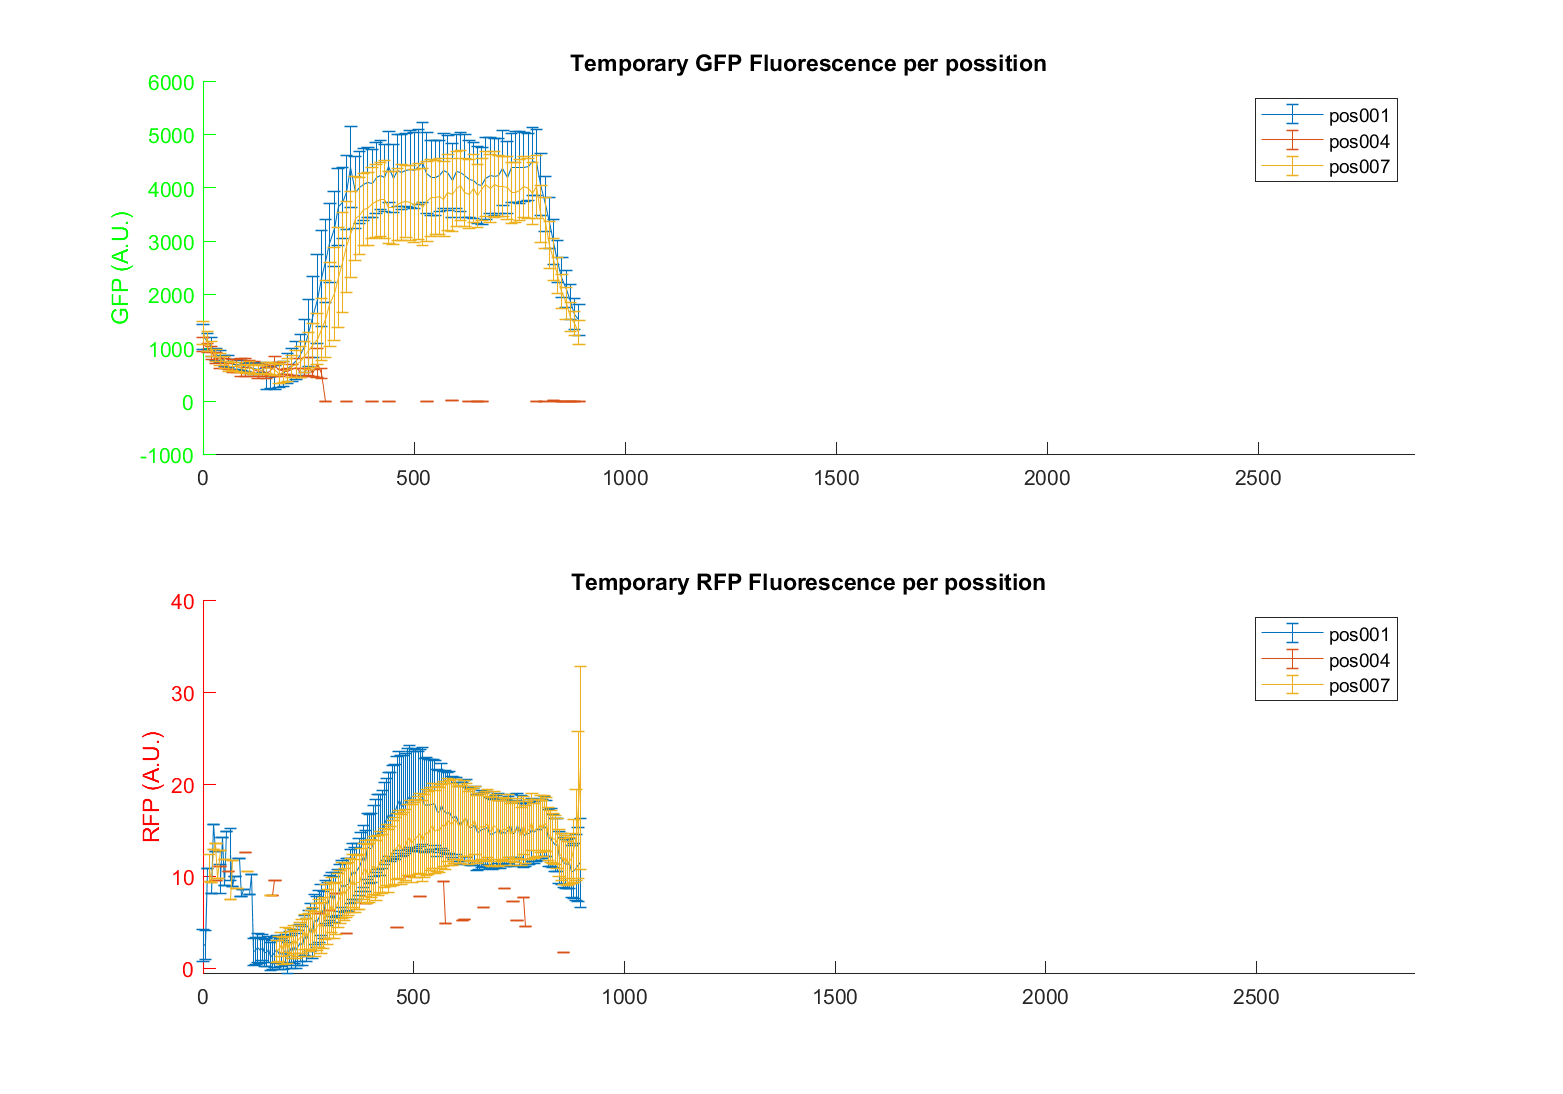 Temporary GFP Fluorescence per possition
6000
5000
4000
3000
2000
1000
0
-1000
GFP (A.U.)
0 500 1000 1500 2000 2500
pos001
pos004
pos007
Temporary RFP Fluorescence per possition
40
30
20
10
0
RFP (A.U.)
0 500 1000 1500 2000 2500
pos001
pos004
pos007